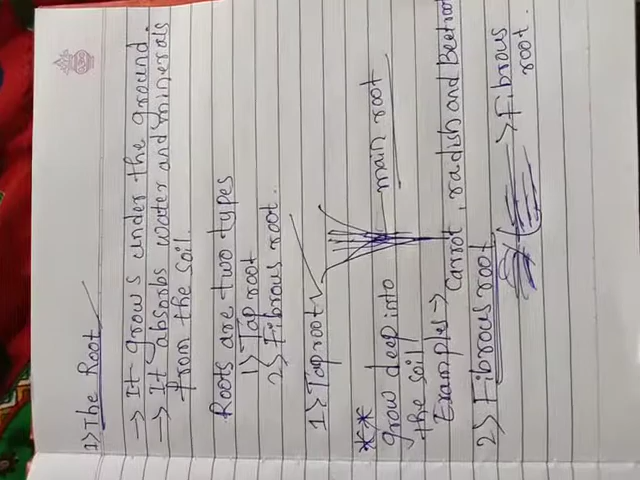 1) The Root
→ It grows under the ground.
→ It absorbs water and minerals
from the soil.
Roots are two types
1) Tap root
2) Fibrous root.
1) Tap root
main root
** grow deep into
the soil
Examples → Carrot, radish and Beetroot
2) Fibrous root
→ Fibrous
root.